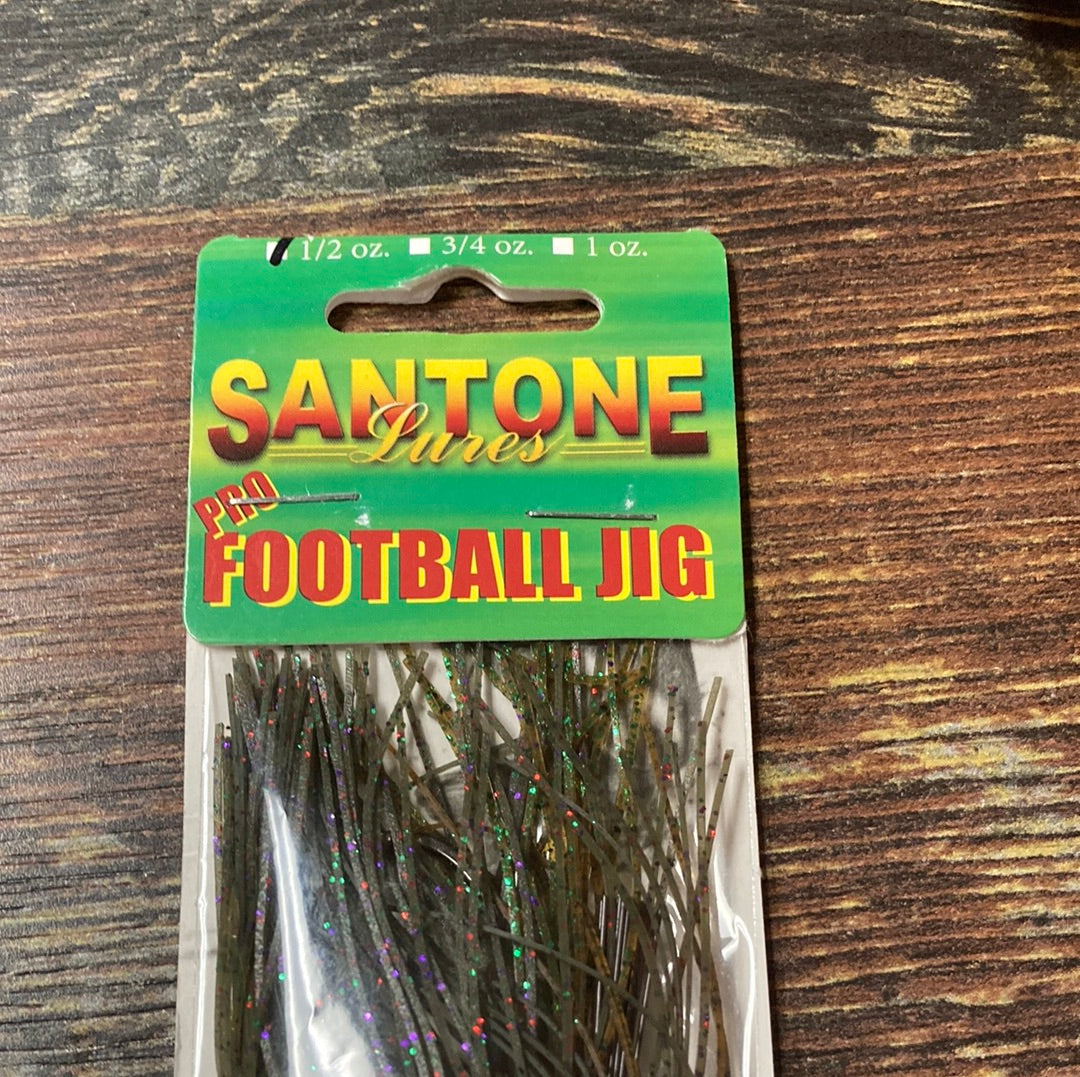 1/2 oz. 3/4 oz. 1 oz.
SANTONE
Lures
PRO
FOOTBALL JIG